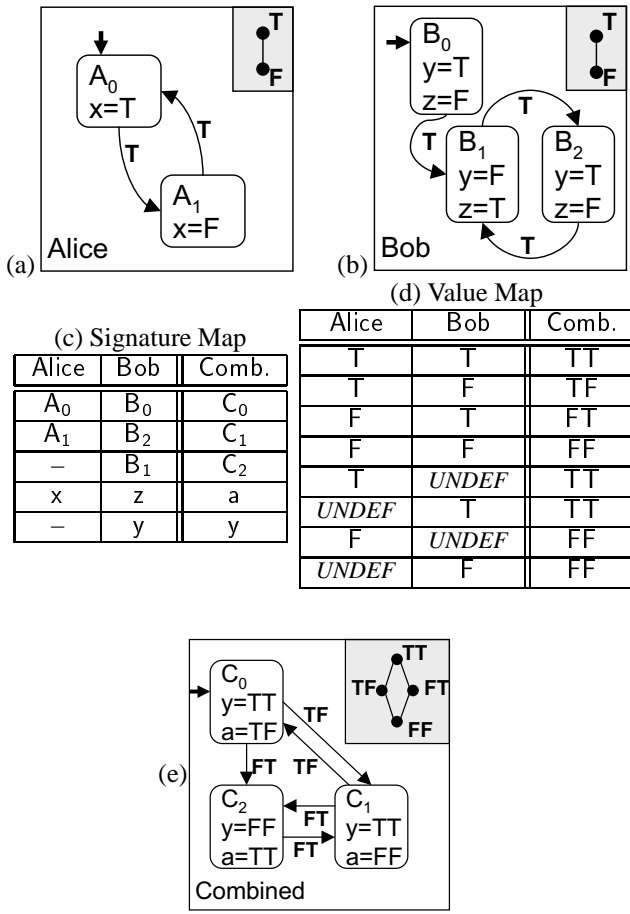 T
F
A₀
x=T
T
T
A₁
x=F
(a)
Alice
T
F
B₀
y=T
z=F
T
T
B₁
y=F
z=T
B₂
y=T
z=F
T
(b)
Bob
(c) Signature Map
Alice Bob Comb.
A₀ B₀ C₀
A₁ B₂ C₁
– B₁ C₂
x z a
– y y
(d) Value Map
Alice Bob Comb.
T T TT
T F TF
F T FT
F F FF
T UNDEF TT
UNDEF T TT
F UNDEF FF
UNDEF F FF
TT
TF FT
FF
C₀
y=TT
a=TF
TF
FT TF
(e)
C₂
y=FF
a=TT
FT
FT
C₁
y=TT
a=FF
Combined